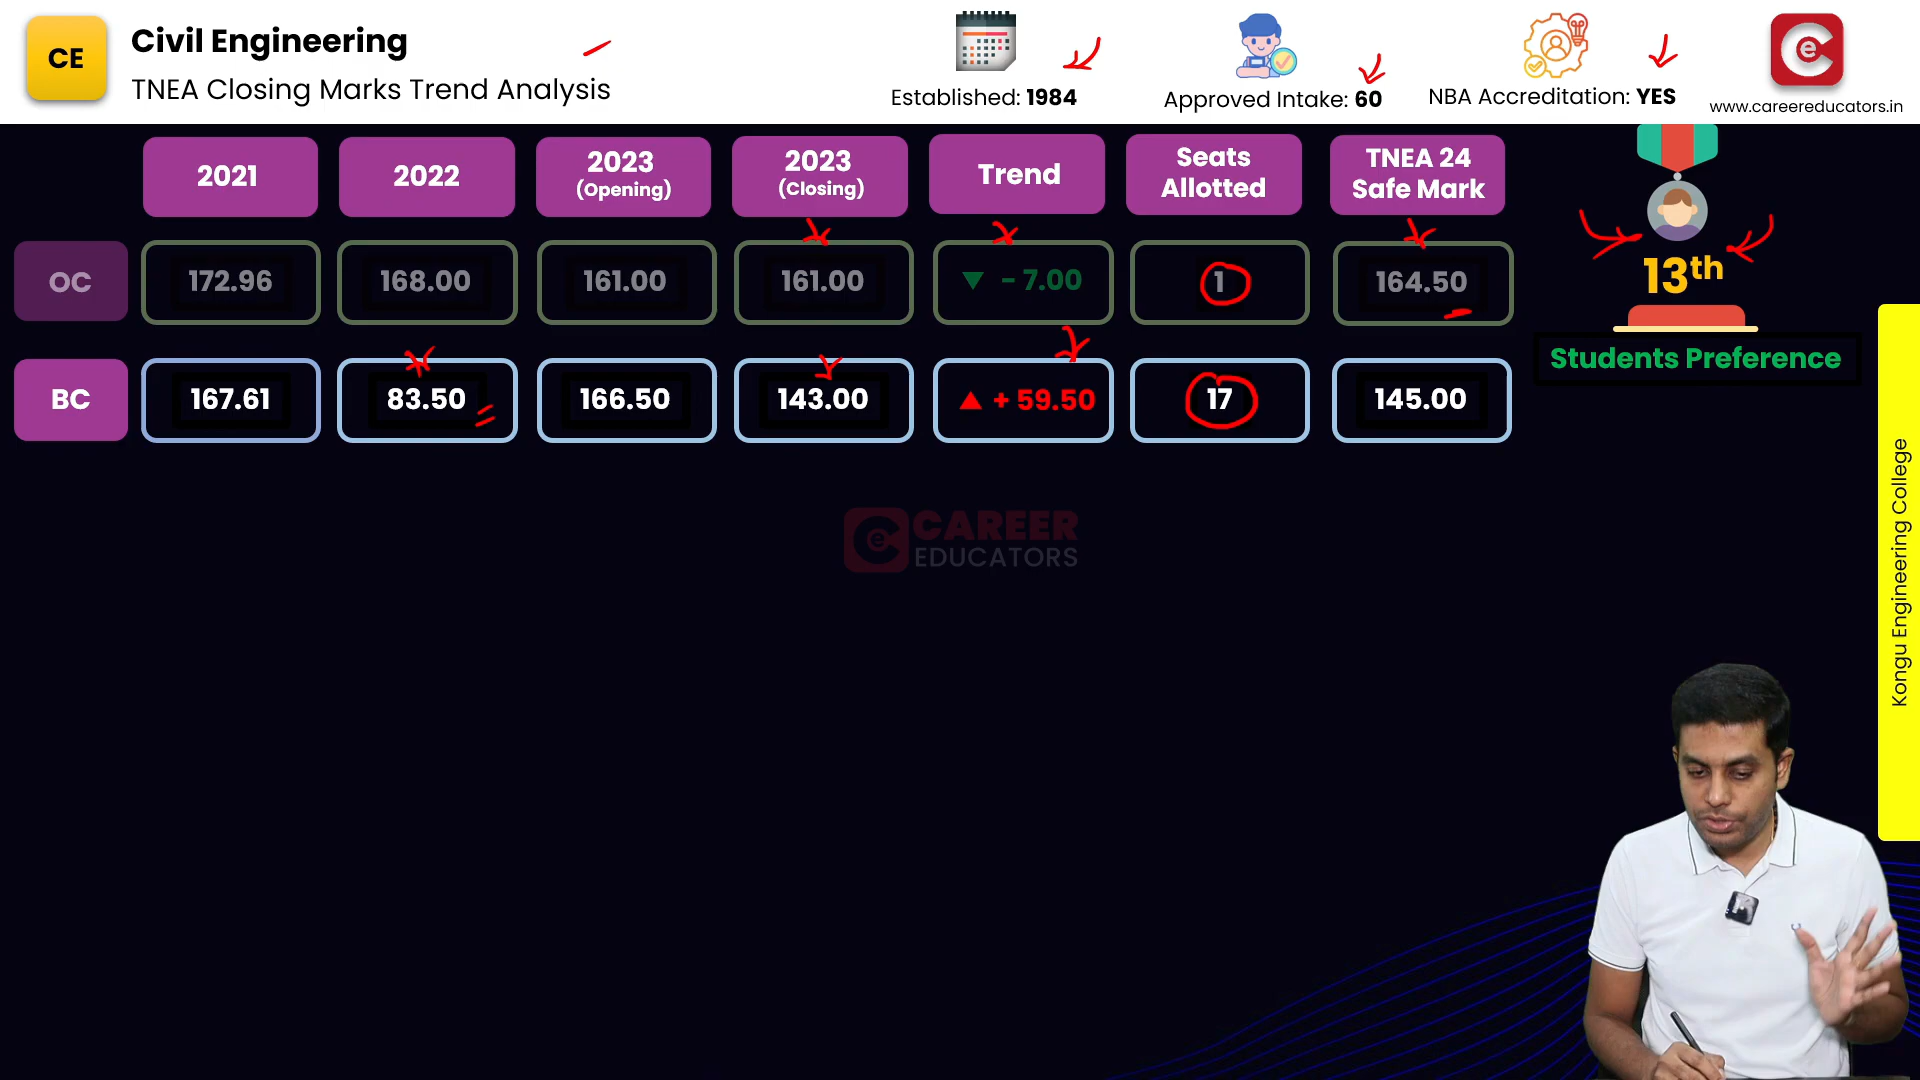 CE
Civil Engineering
TNEA Closing Marks Trend Analysis
Established: 1984
Approved Intake: 60
NBA Accreditation: YES
e
www.careereducators.in
2021
2022
2023
(Opening)
2023
(Closing)
Trend
Seats
Allotted
TNEA 24
Safe Mark
OC
172.96
168.00
161.00
161.00
▼ - 7.00
1
164.50
13th
Students Preference
BC
167.61
83.50
166.50
143.00
▲ + 59.50
17
145.00
e
CAREER
EDUCATORS
Kongu Engineering College